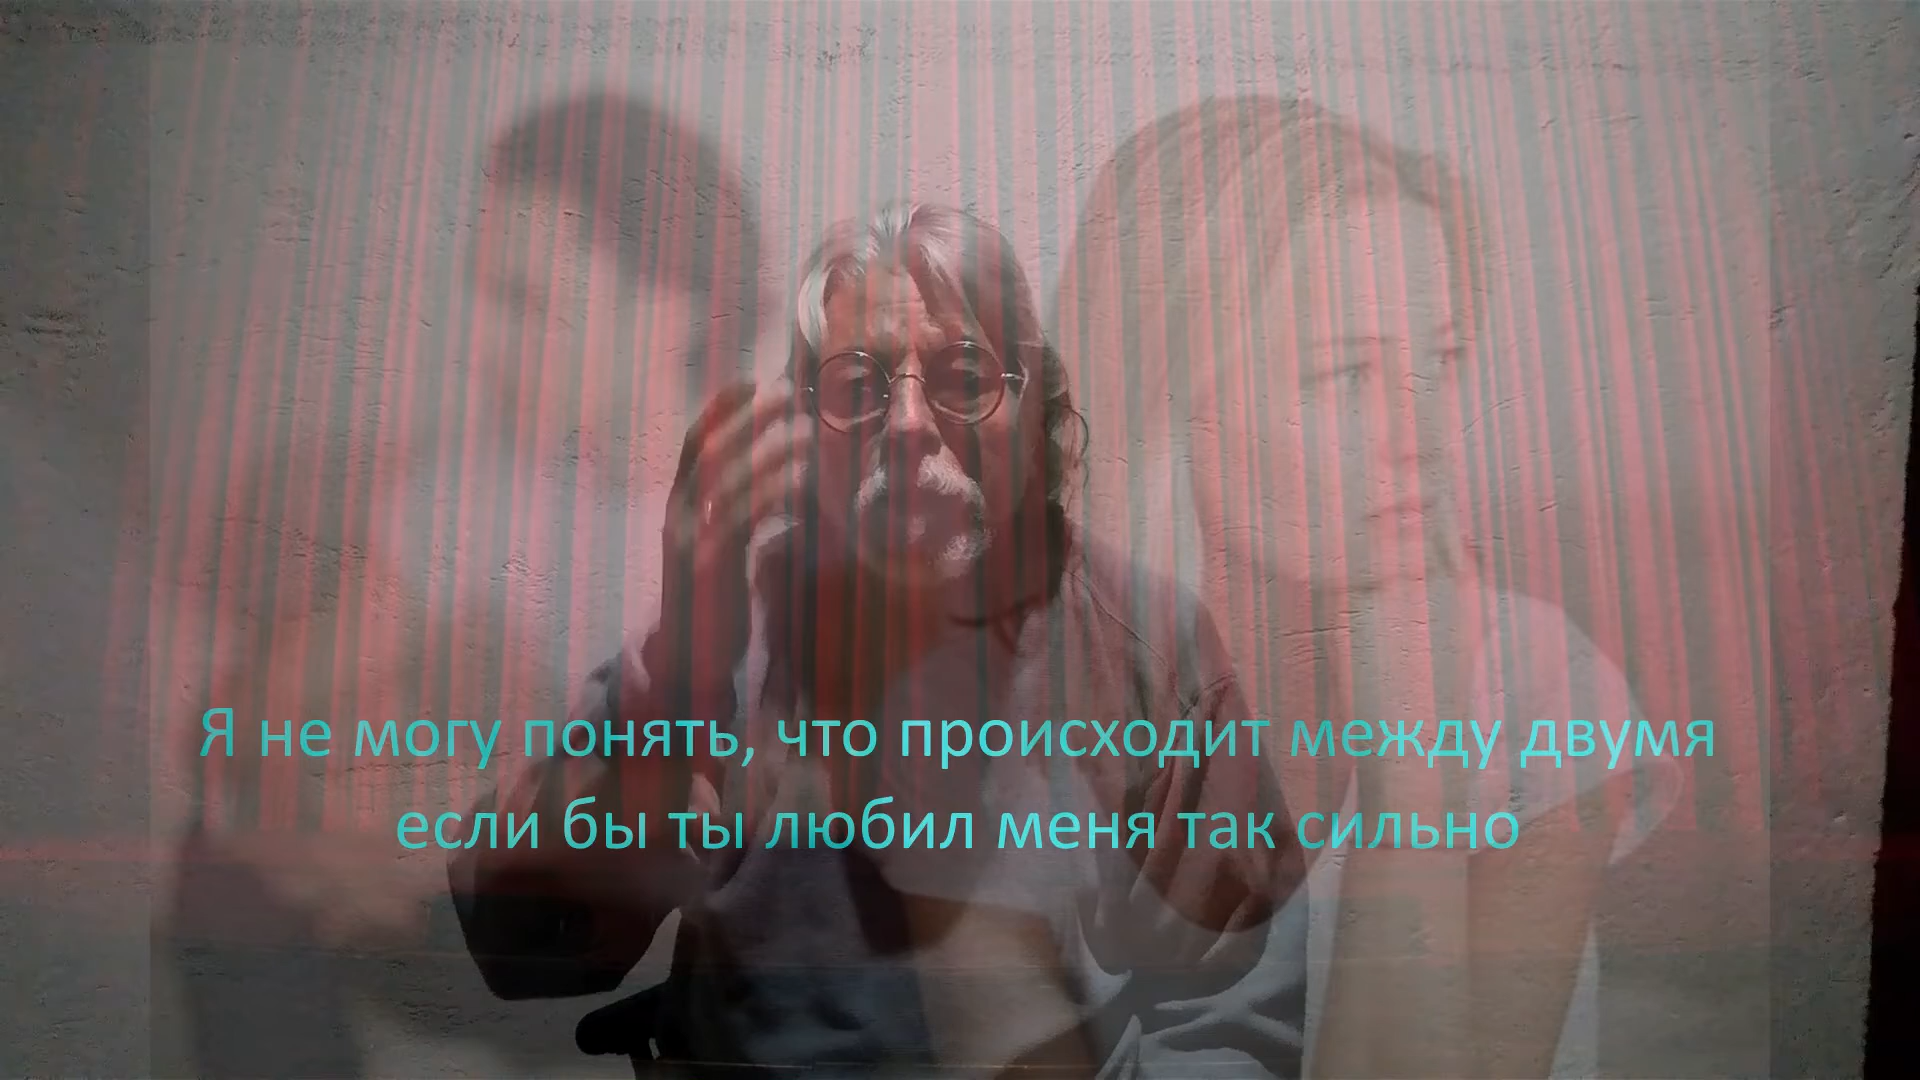 Я не могу понять, что происходит между двумя
если бы ты любил меня так сильно